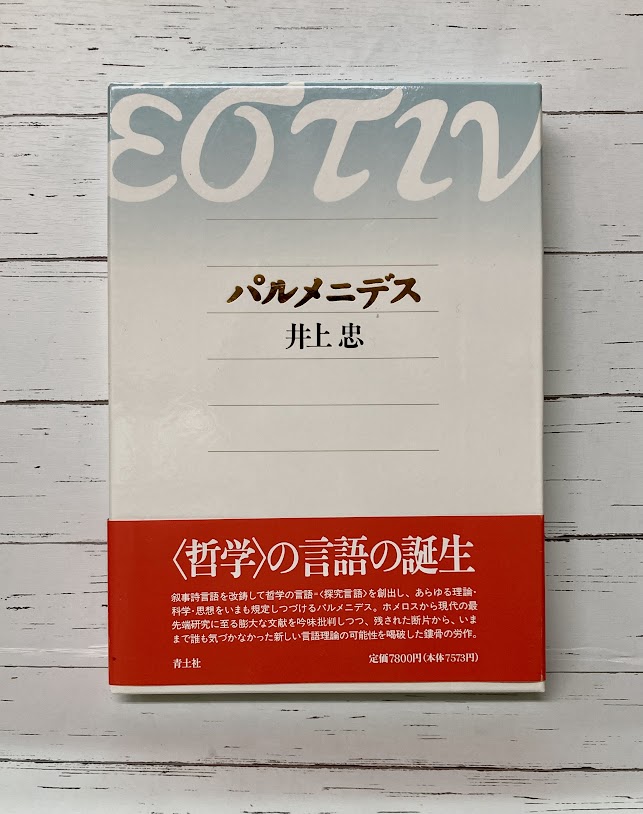 εστιν
パルメニデス
井上 忠
〈哲学〉の言語の誕生
叙事詩言語を改鋳して哲学の言語=〈探究言語〉を創出し、あらゆる理論・
科学・思想をいまも規定しつづけるパルメニデス。ホメロスから現代の最
先端研究に至る膨大な文献を吟味批判しつつ、残された断片から、いま
まで誰も気づかなかった新しい言語理論の可能性を喝破した鏤骨の労作。
青土社
定価7800円(本体7573円)